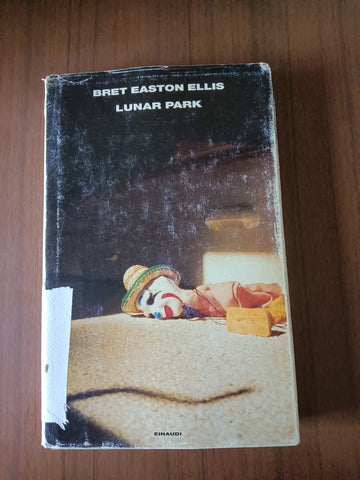 BRET EASTON ELLIS
LUNAR PARK
EINAUDI